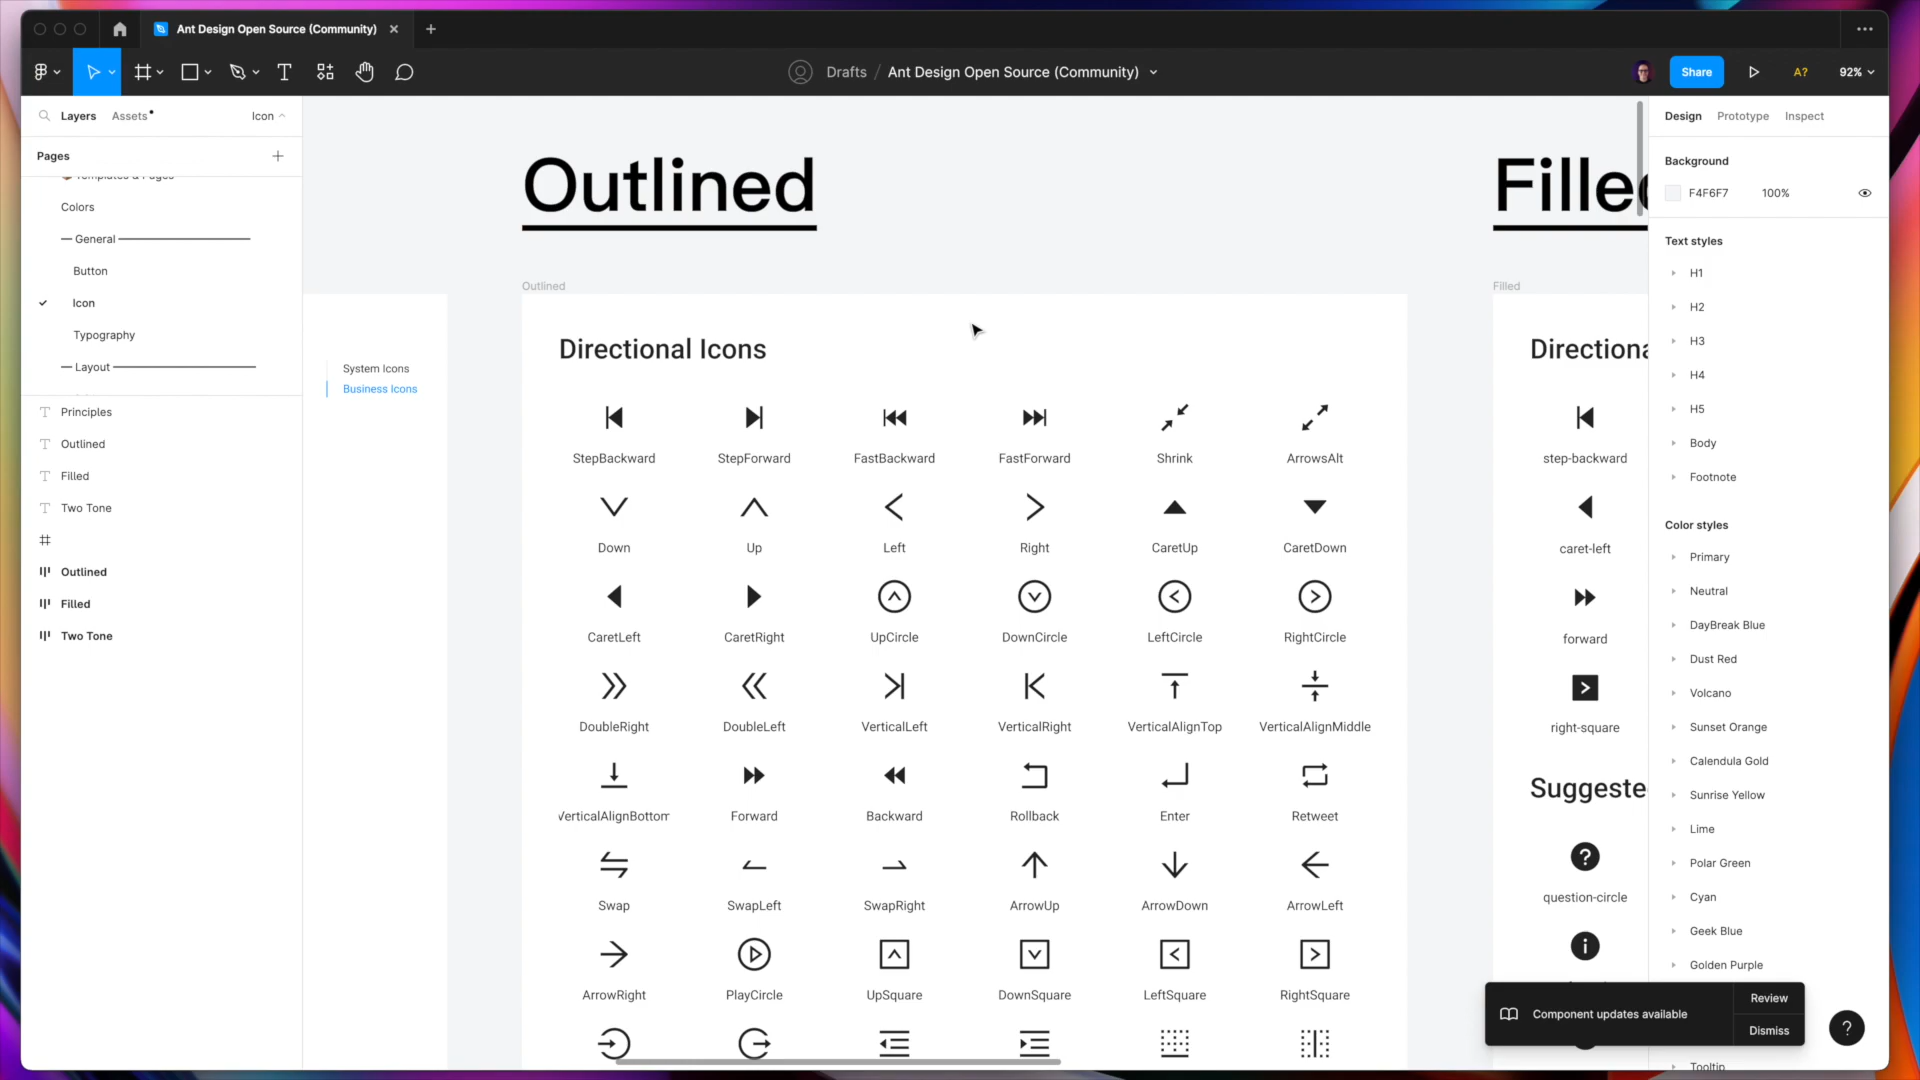 Ant Design Open Source (Community)
Drafts / Ant Design Open Source (Community)
Share
A?
92%
Layers
Assets
Icon
Pages
Templates & Pages
Colors
General
Button
Icon
Typography
Layout
Principles
Outlined
Filled
Two Tone
Outlined
Filled
Two Tone
System Icons
Business Icons
Outlined
Outlined
Directional Icons
StepBackward
StepForward
FastBackward
FastForward
Shrink
ArrowsAlt
Down
Up
Left
Right
CaretUp
CaretDown
CaretLeft
CaretRight
UpCircle
DownCircle
LeftCircle
RightCircle
DoubleRight
DoubleLeft
VerticalLeft
VerticalRight
VerticalAlignTop
VerticalAlignMiddle
VerticalAlignBottom
Forward
Backward
Rollback
Enter
Retweet
Swap
SwapLeft
SwapRight
ArrowUp
ArrowDown
ArrowLeft
ArrowRight
PlayCircle
UpSquare
DownSquare
LeftSquare
RightSquare
Filled
Filled
Directiona
step-backward
caret-left
forward
right-square
Suggeste
question-circle
Design
Prototype
Inspect
Background
F4F6F7
100%
Text styles
H1
H2
H3
H4
H5
Body
Footnote
Color styles
Primary
Neutral
DayBreak Blue
Dust Red
Volcano
Sunset Orange
Calendula Gold
Sunrise Yellow
Lime
Polar Green
Cyan
Geek Blue
Golden Purple
Component updates available
Review
Dismiss
?
Tooltip